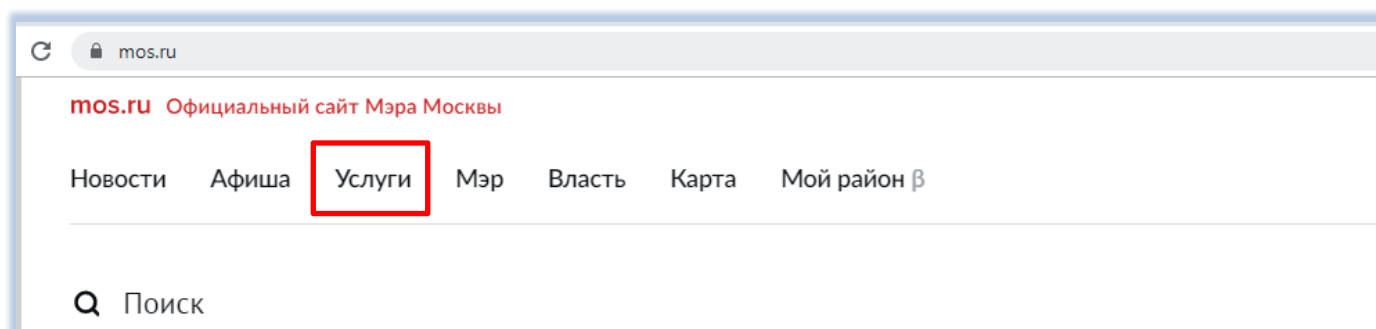 mos.ru
mos.ru Официальный сайт Мэра Москвы
Новости Афиша Услуги Мэр Власть Карта Мой район β
Поиск